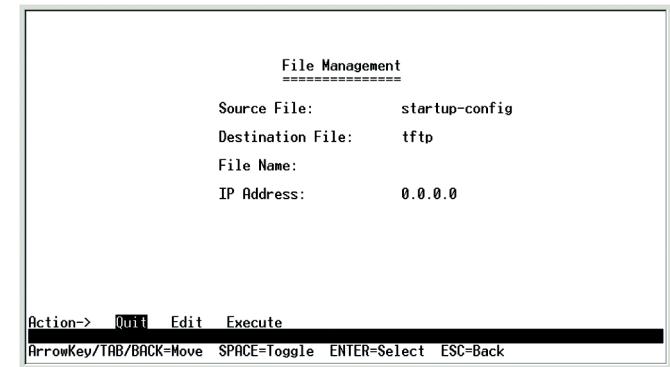 File Management
===============
Source File: startup-config
Destination File: tftp
File Name:
IP Address: 0.0.0.0
Action-> Quit Edit Execute
ArrowKey/TAB/BACK=Move SPACE=Toggle ENTER=Select ESC=Back